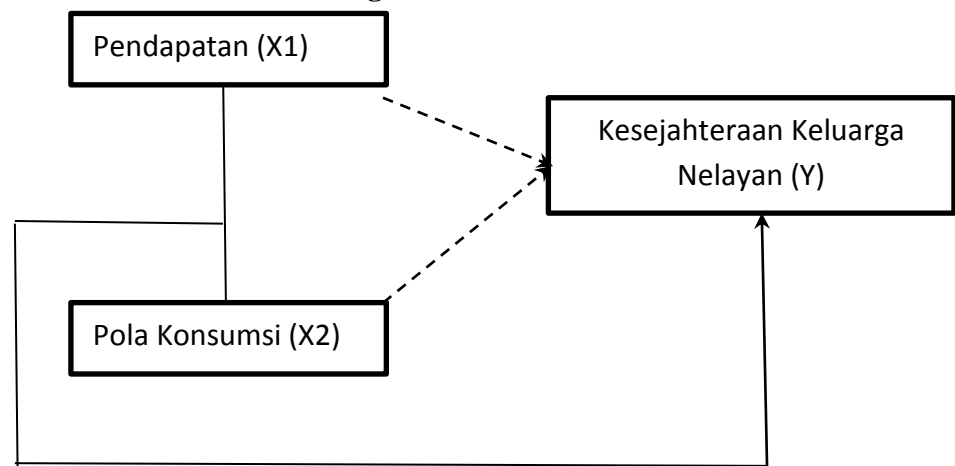 Pendapatan (X1)
Kesejahteraan Keluarga
Nelayan (Y)
Pola Konsumsi (X2)